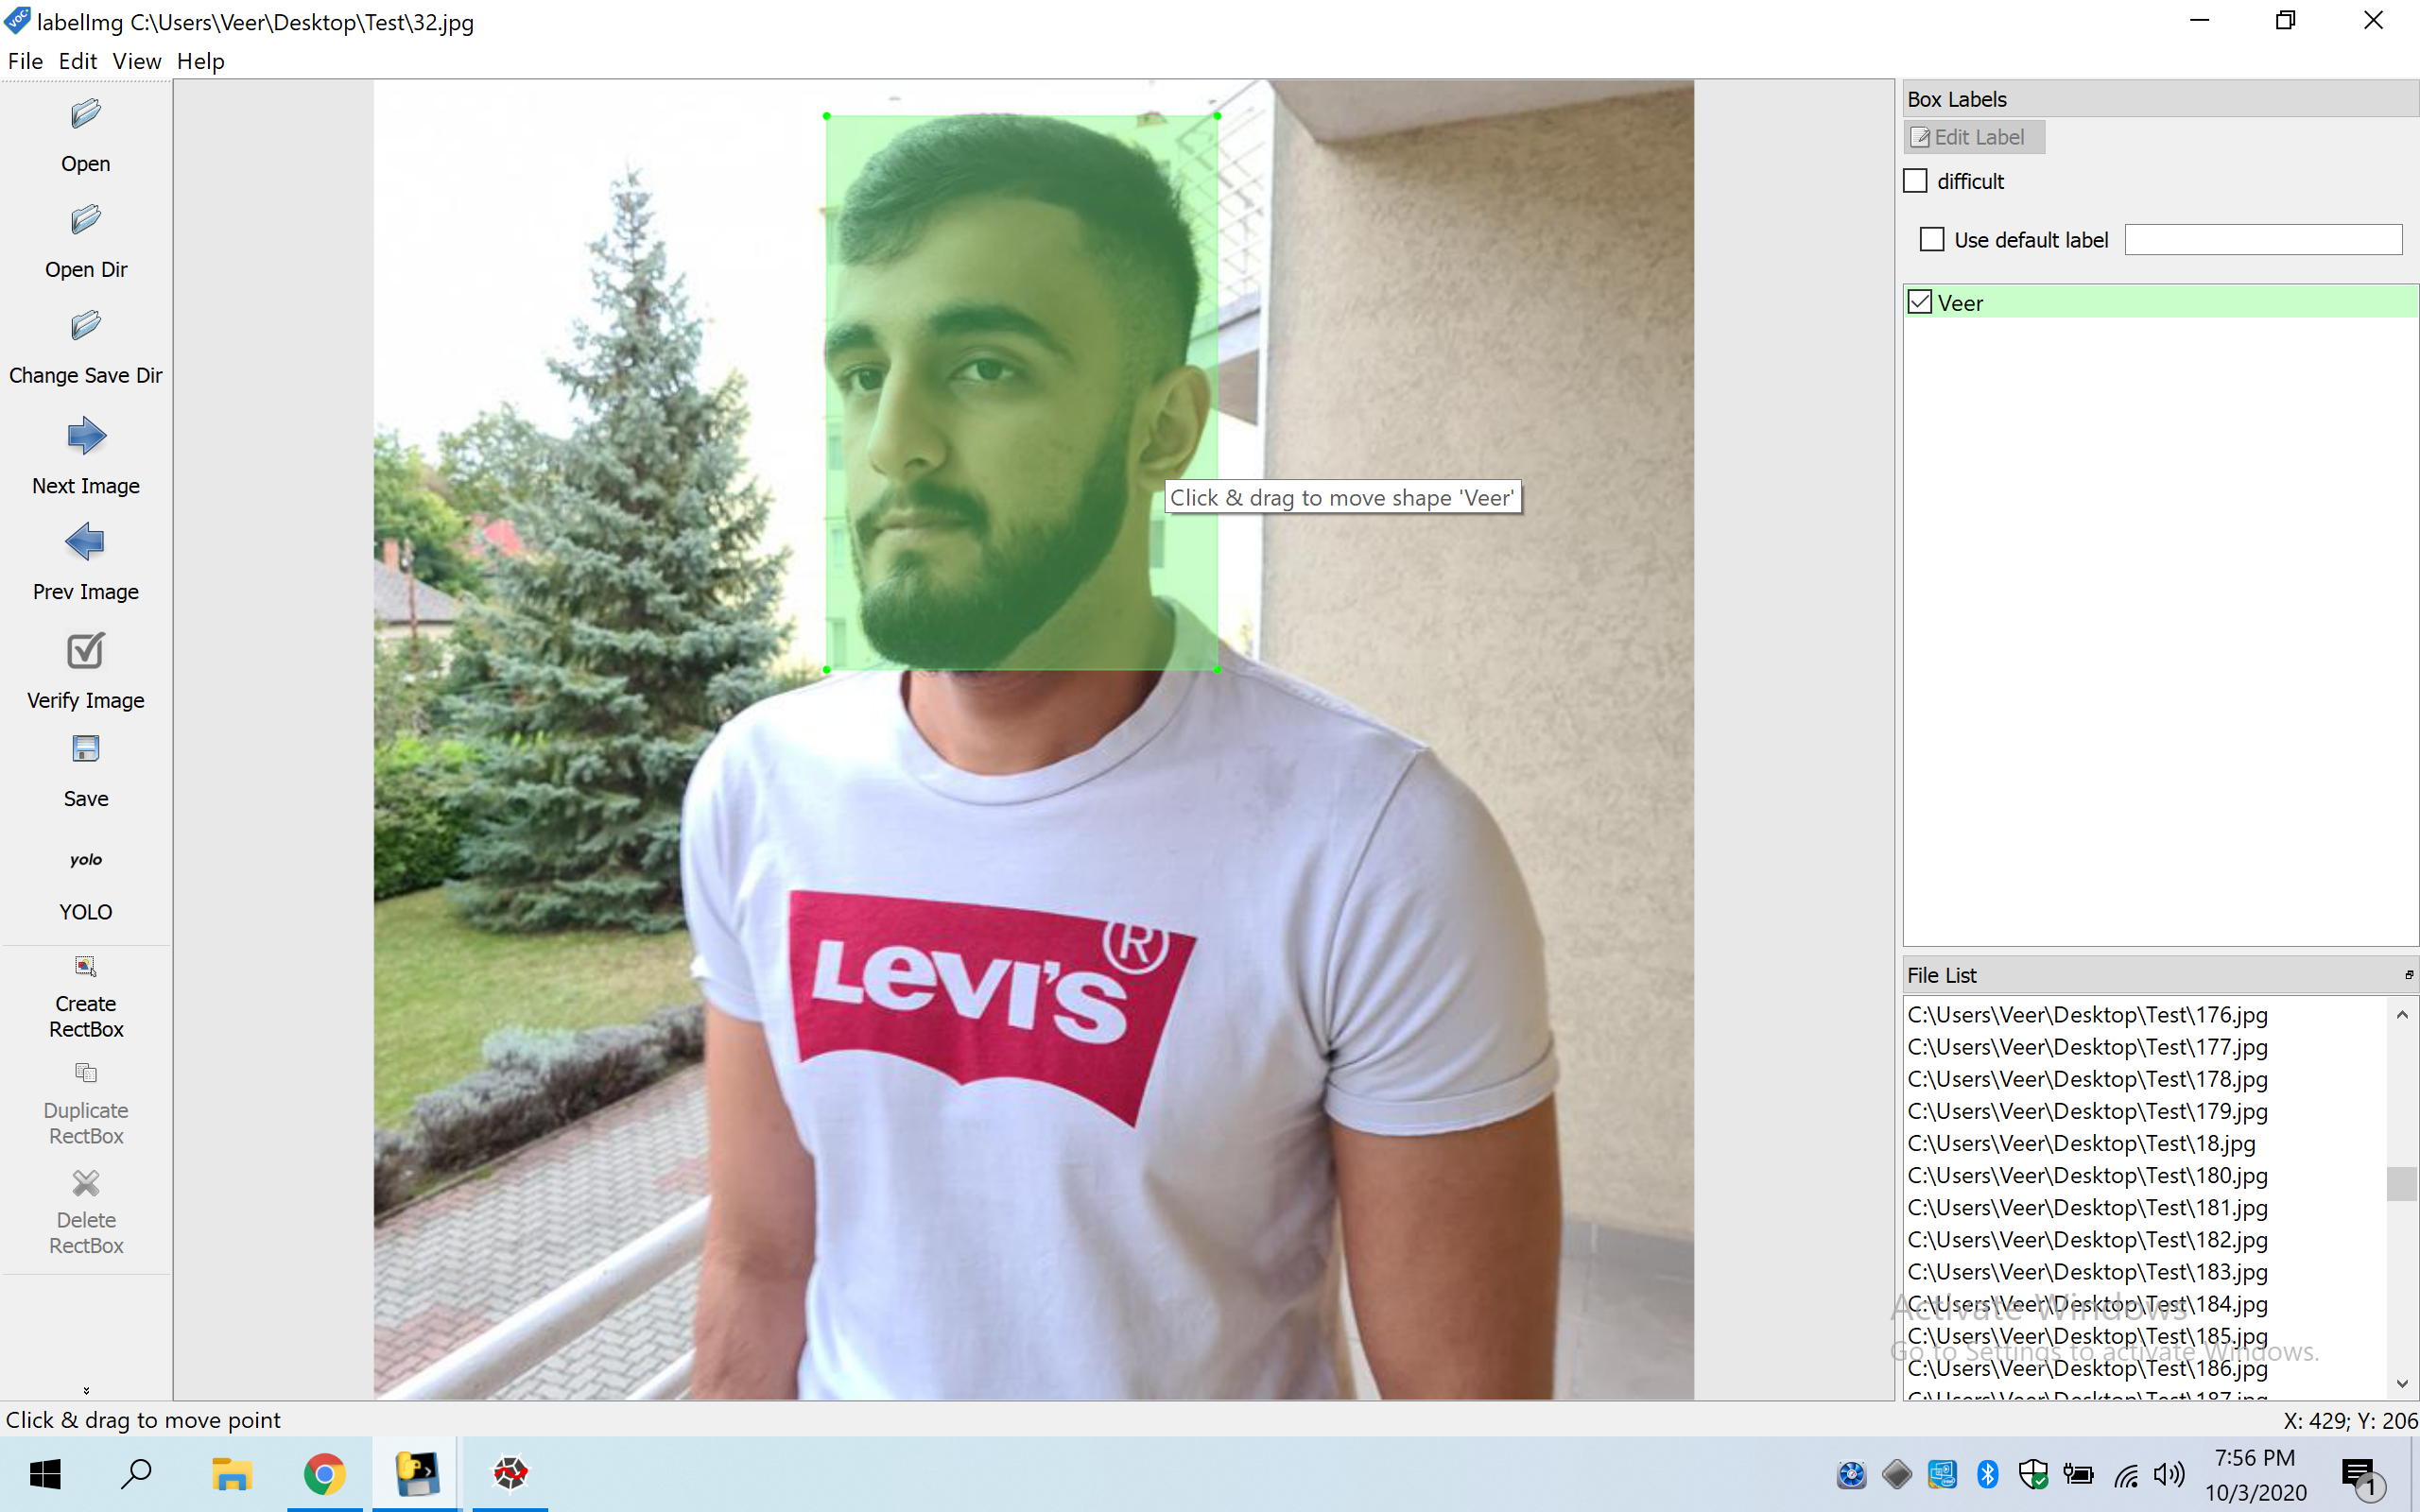 labelImg C:\Users\Veer\Desktop\Test\32.jpg
File Edit View Help
Open
Open Dir
Change Save Dir
Next Image
Prev Image
Verify Image
Save
yolo
YOLO
Create
RectBox
Duplicate
RectBox
Delete
RectBox
Click & drag to move shape 'Veer'
LEVI'S ®
Box Labels
Edit Label
difficult
Use default label
Veer
File List
C:\Users\Veer\Desktop\Test\176.jpg
C:\Users\Veer\Desktop\Test\177.jpg
C:\Users\Veer\Desktop\Test\178.jpg
C:\Users\Veer\Desktop\Test\179.jpg
C:\Users\Veer\Desktop\Test\18.jpg
C:\Users\Veer\Desktop\Test\180.jpg
C:\Users\Veer\Desktop\Test\181.jpg
C:\Users\Veer\Desktop\Test\182.jpg
C:\Users\Veer\Desktop\Test\183.jpg
C:\Users\Veer\Desktop\Test\184.jpg
C:\Users\Veer\Desktop\Test\185.jpg
C:\Users\Veer\Desktop\Test\186.jpg
C:\Users\Veer\Desktop\Test\187.jpg
Activate Windows
Go to Settings to activate Windows.
Click & drag to move point
X: 429; Y: 206
7:56 PM
10/3/2020
1